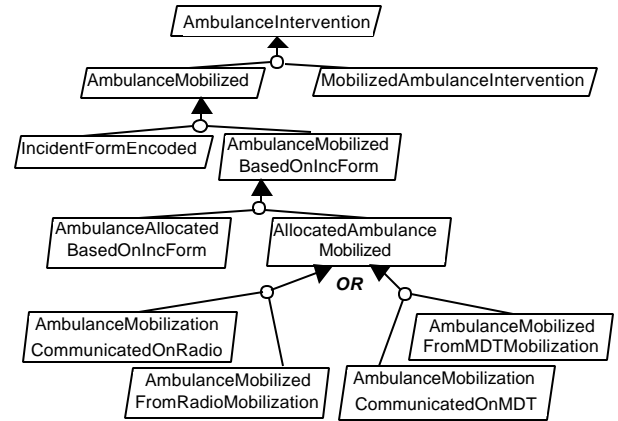 AmbulanceIntervention
AmbulanceMobilized
MobilizedAmbulanceIntervention
IncidentFormEncoded
AmbulanceMobilized
BasedOnIncForm
AmbulanceAllocated
BasedOnIncForm
AllocatedAmbulance
Mobilized
OR
AmbulanceMobilization
CommunicatedOnRadio
AmbulanceMobilized
FromMDTMobilization
AmbulanceMobilized
FromRadioMobilization
AmbulanceMobilization
CommunicatedOnMDT